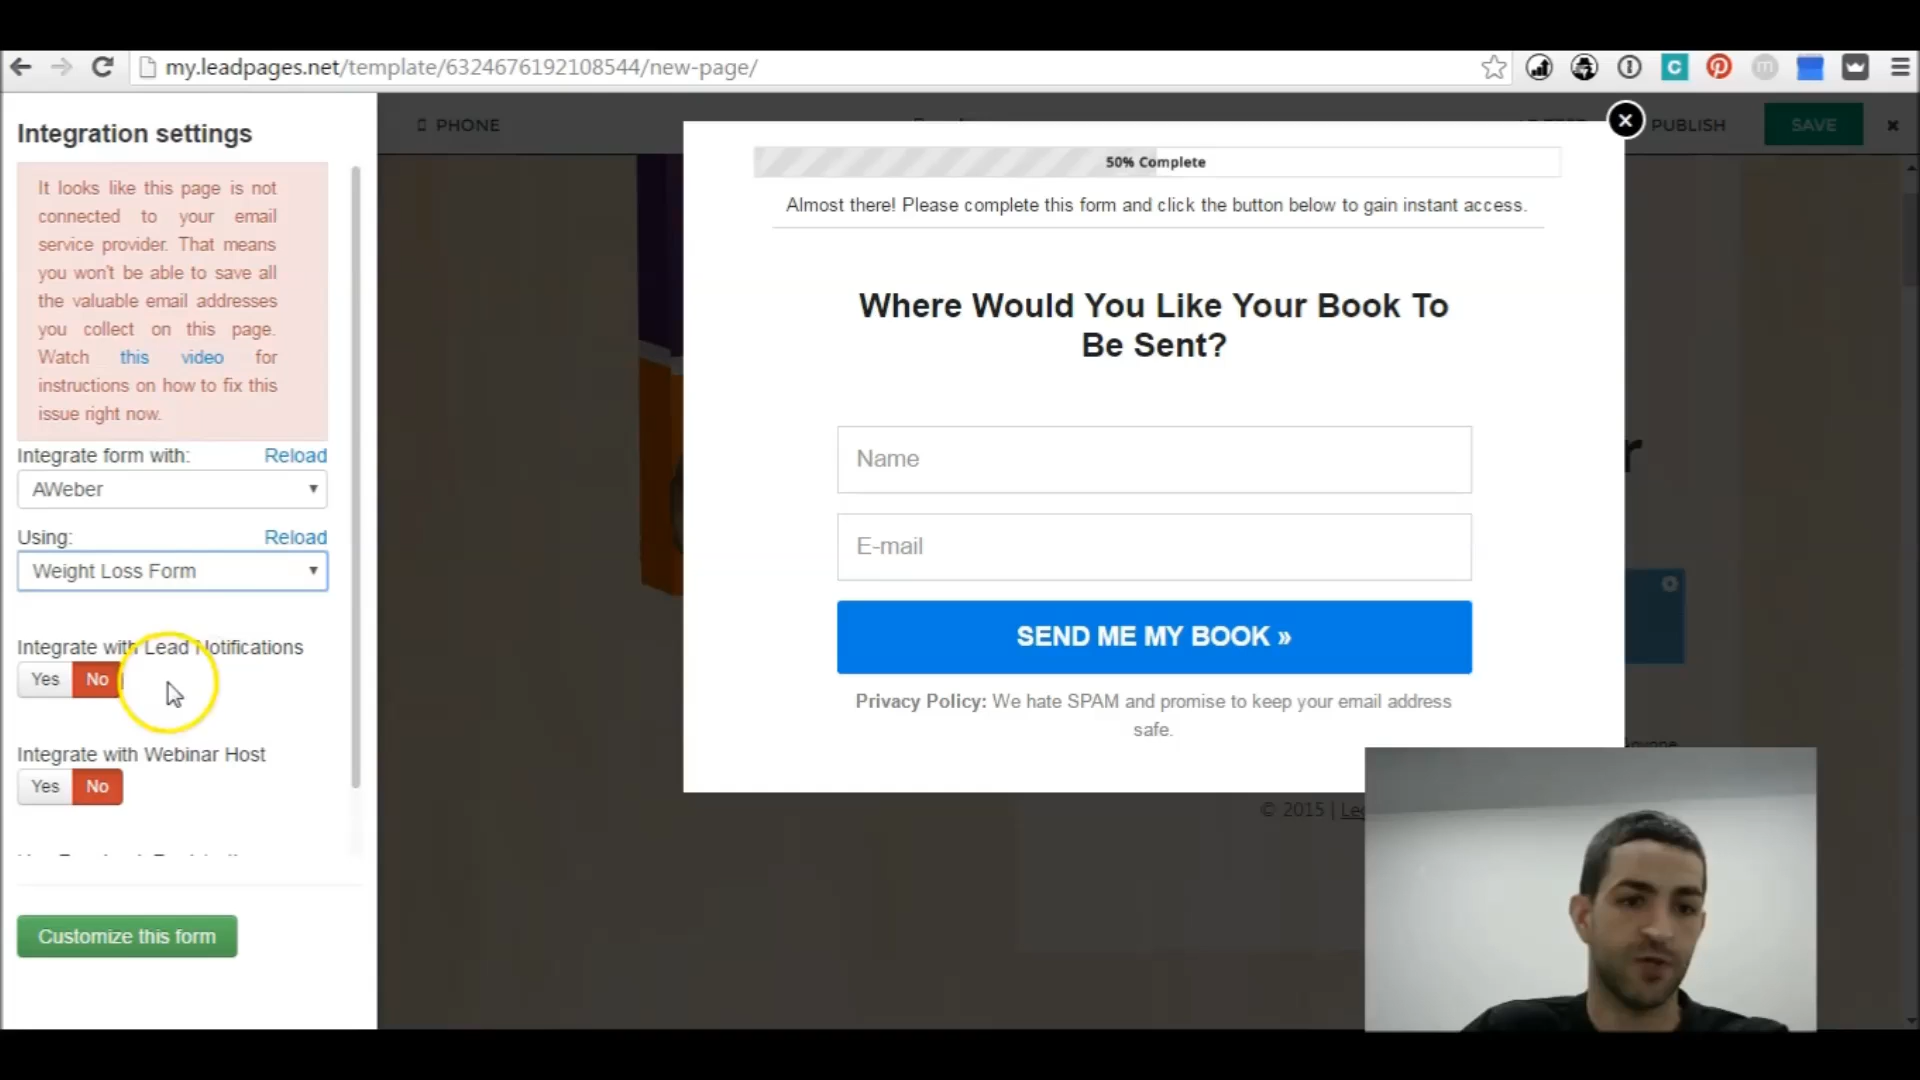 my.leadpages.net/template/6324676192108544/new-page/
PHONE
PUBLISH
SAVE
Integration settings
It looks like this page is not
connected to your email
service provider. That means
you won't be able to save all
the valuable email addresses
you collect on this page.
Watch this video for
instructions on how to fix this
issue right now.
Integrate form with: Reload
AWeber
Using: Reload
Weight Loss Form
Integrate with Lead Notifications
Yes No
Integrate with Webinar Host
Yes No
Customize this form
50% Complete
Almost there! Please complete this form and click the button below to gain instant access.
Where Would You Like Your Book To
Be Sent?
Name
E-mail
SEND ME MY BOOK »
Privacy Policy: We hate SPAM and promise to keep your email address
safe.
© 2015 |